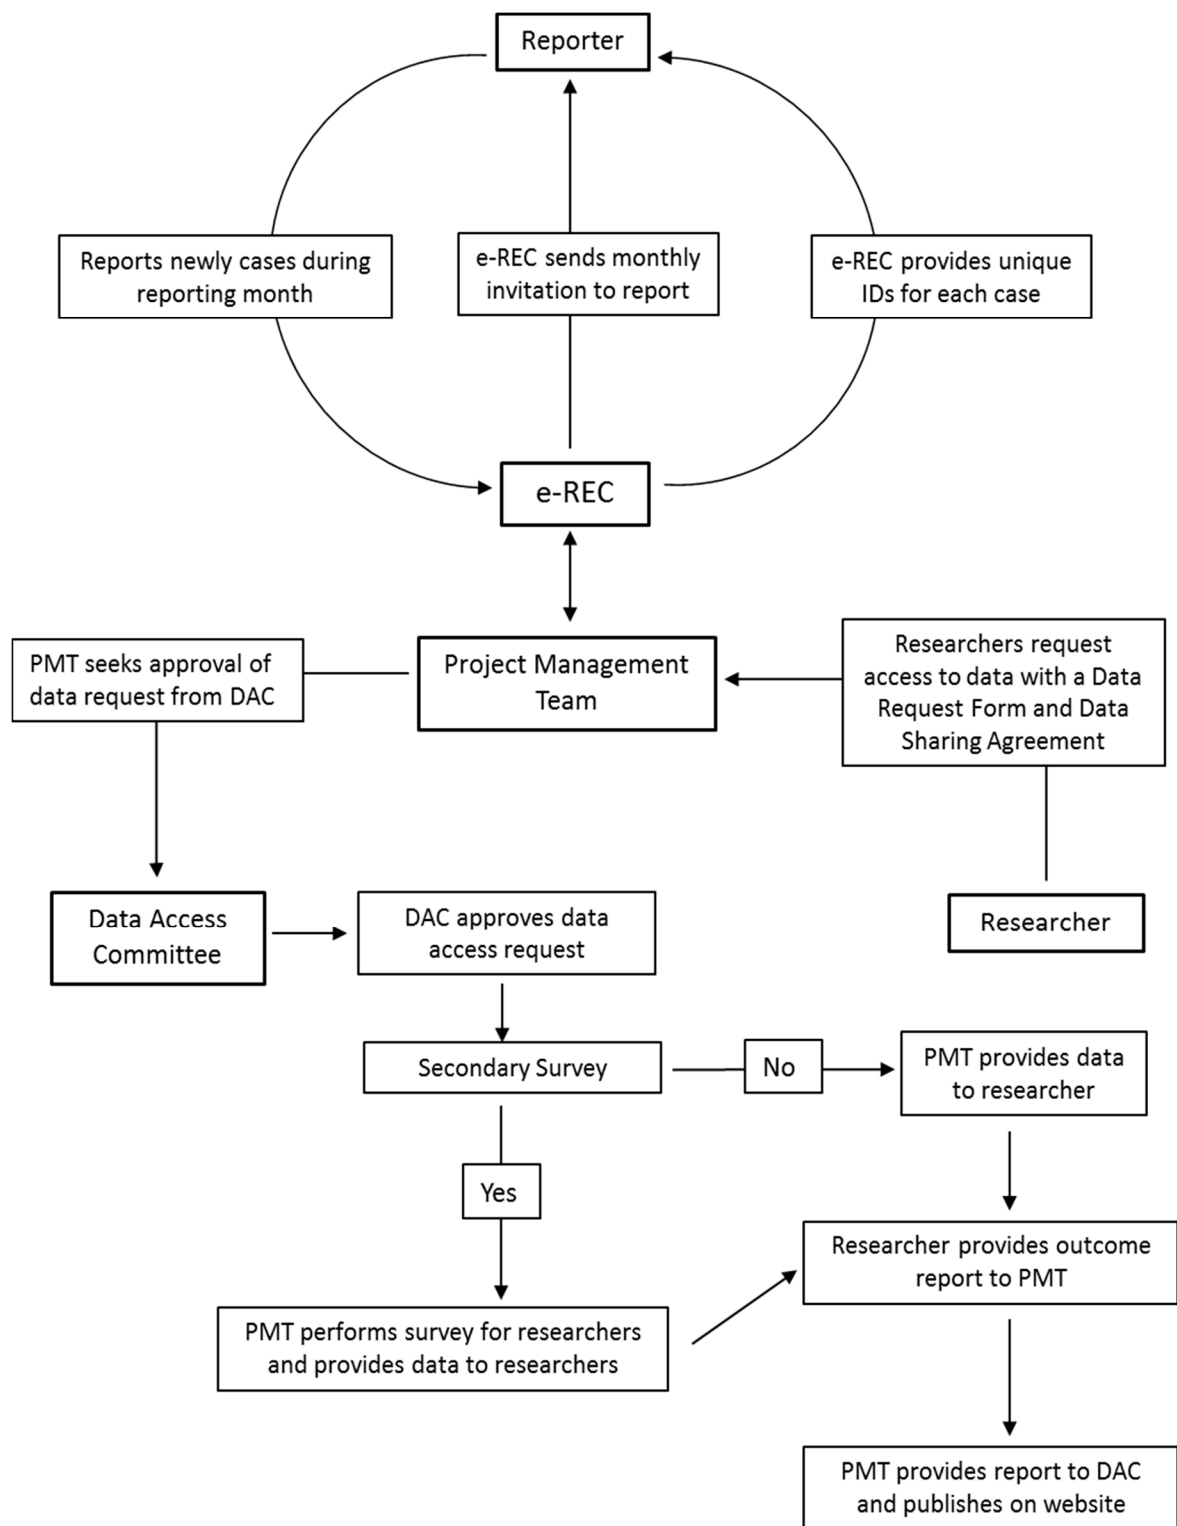 Reporter
Reports newly cases during
reporting month
e-REC sends monthly
invitation to report
e-REC provides unique
IDs for each case
e-REC
PMT seeks approval of
data request from DAC
Project Management
Team
Researchers request
access to data with a Data
Request Form and Data
Sharing Agreement
Data Access
Committee
DAC approves data
access request
Researcher
Secondary Survey
No
PMT provides data
to researcher
Yes
Researcher provides outcome
report to PMT
PMT performs survey for researchers
and provides data to researchers
PMT provides report to DAC
and publishes on website